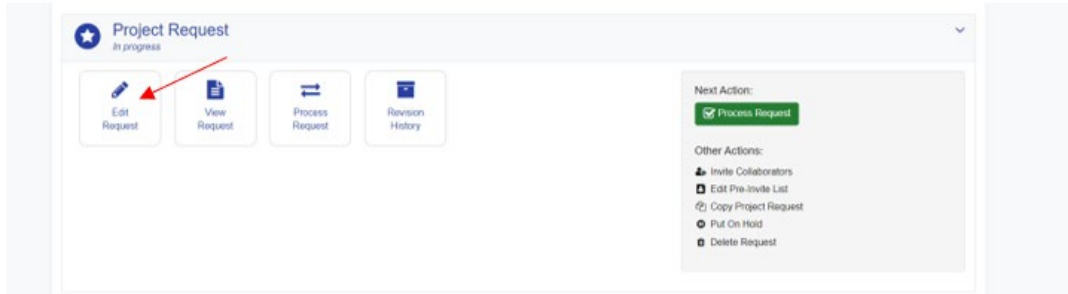 Project Request
In progress
Edit
Request
View
Request
Process
Request
Revision
History
Next Action:
Process Request
Other Actions:
Invite Collaborators
Edit Pre-Invite List
Copy Project Request
Put On Hold
Delete Request